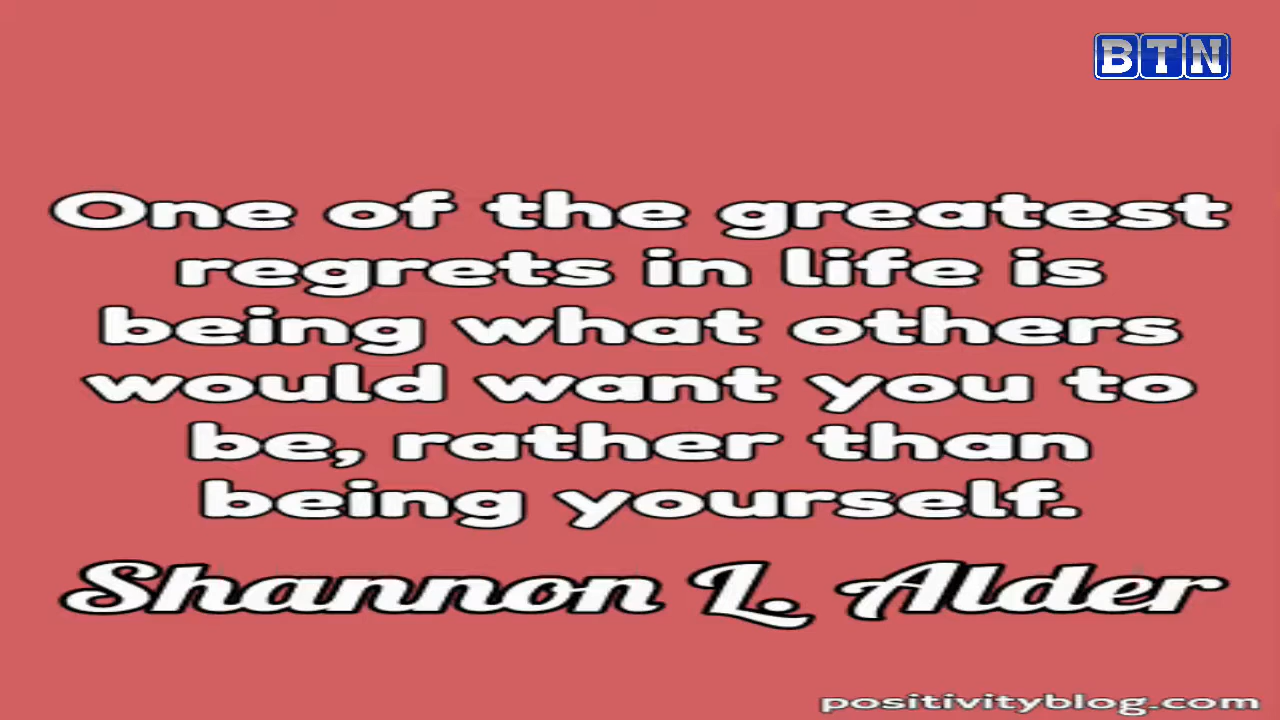 BTN
One of the greatest
regrets in life is
being what others
would want you to
be, rather than
being yourself.
Shannon L. Alder
positivityblog.com